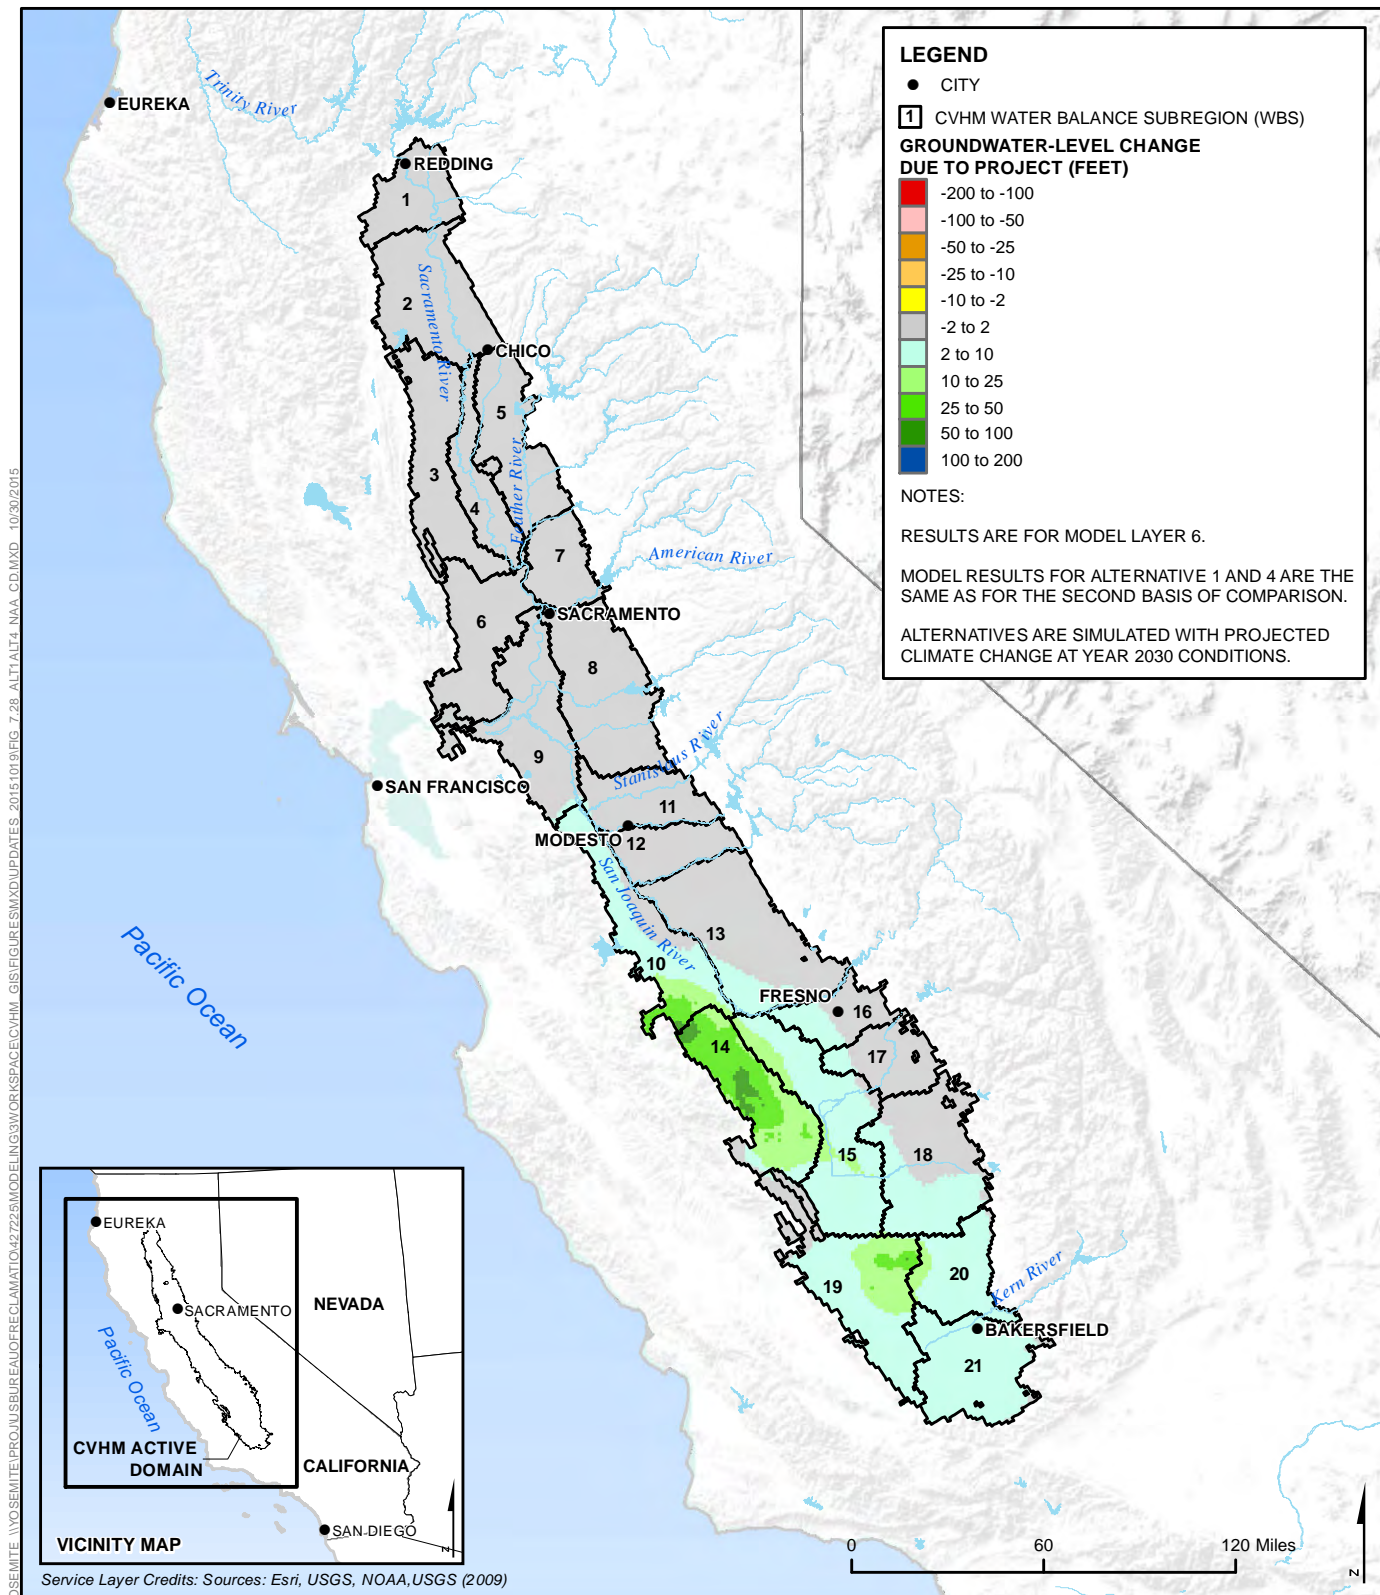 EUREKA
Trinity River
REDDING
1
2
Sacramento River
CHICO
5
3
4
Feather River
7
American River
SACRAMENTO
6
8
9
Stanislaus River
SAN FRANCISCO
11
MODESTO
12
San Joaquin River
13
10
FRESNO
16
14
17
15
18
19
20
Kern River
BAKERSFIELD
21
Pacific Ocean
LEGEND
CITY
1 CVHM WATER BALANCE SUBREGION (WBS)
GROUNDWATER-LEVEL CHANGE
DUE TO PROJECT (FEET)
-200 to -100
-100 to -50
-50 to -25
-25 to -10
-10 to -2
-2 to 2
2 to 10
10 to 25
25 to 50
50 to 100
100 to 200
NOTES:
RESULTS ARE FOR MODEL LAYER 6.
MODEL RESULTS FOR ALTERNATIVE 1 AND 4 ARE THE
SAME AS FOR THE SECOND BASIS OF COMPARISON.
ALTERNATIVES ARE SIMULATED WITH PROJECTED
CLIMATE CHANGE AT YEAR 2030 CONDITIONS.
EUREKA
SACRAMENTO
NEVADA
Pacific Ocean
CVHM ACTIVE
DOMAIN
CALIFORNIA
SAN DIEGO
VICINITY MAP
N
Service Layer Credits: Sources: Esri, USGS, NOAA,USGS (2009)
0 60 120 Miles
N